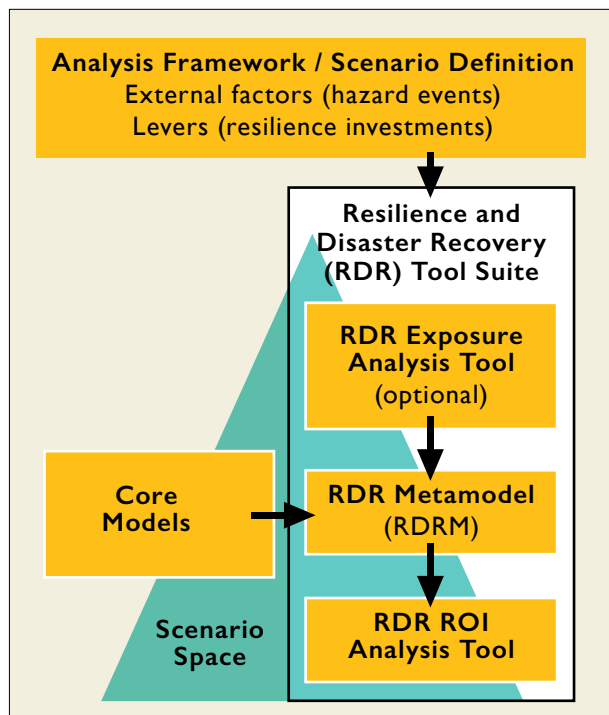 Analysis Framework / Scenario Definition
External factors (hazard events)
Levers (resilience investments)
Resilience and
Disaster Recovery
(RDR) Tool Suite
RDR Exposure
Analysis Tool
(optional)
Core
Models
RDR Metamodel
(RDRM)
Scenario
Space
RDR ROI
Analysis Tool